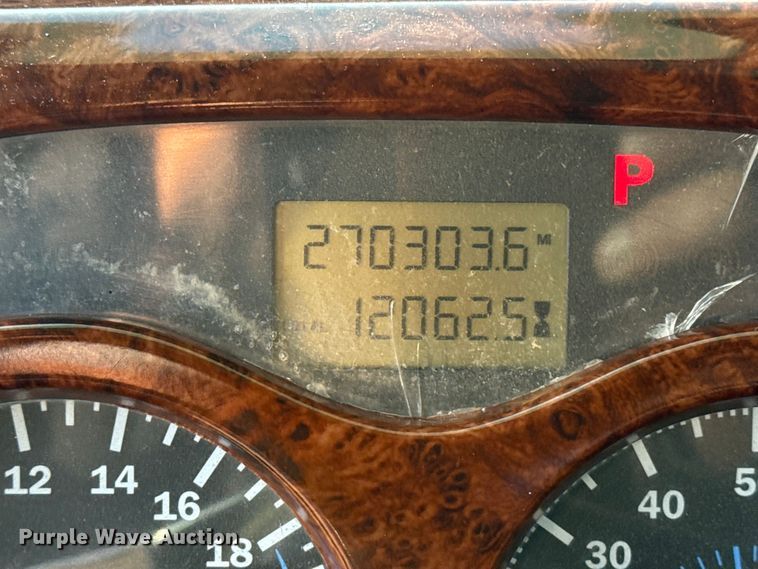 P
270303.6 MI
TOTAL 12062.5
12 14 16 18
30 40 5
Purple Wave Auction.